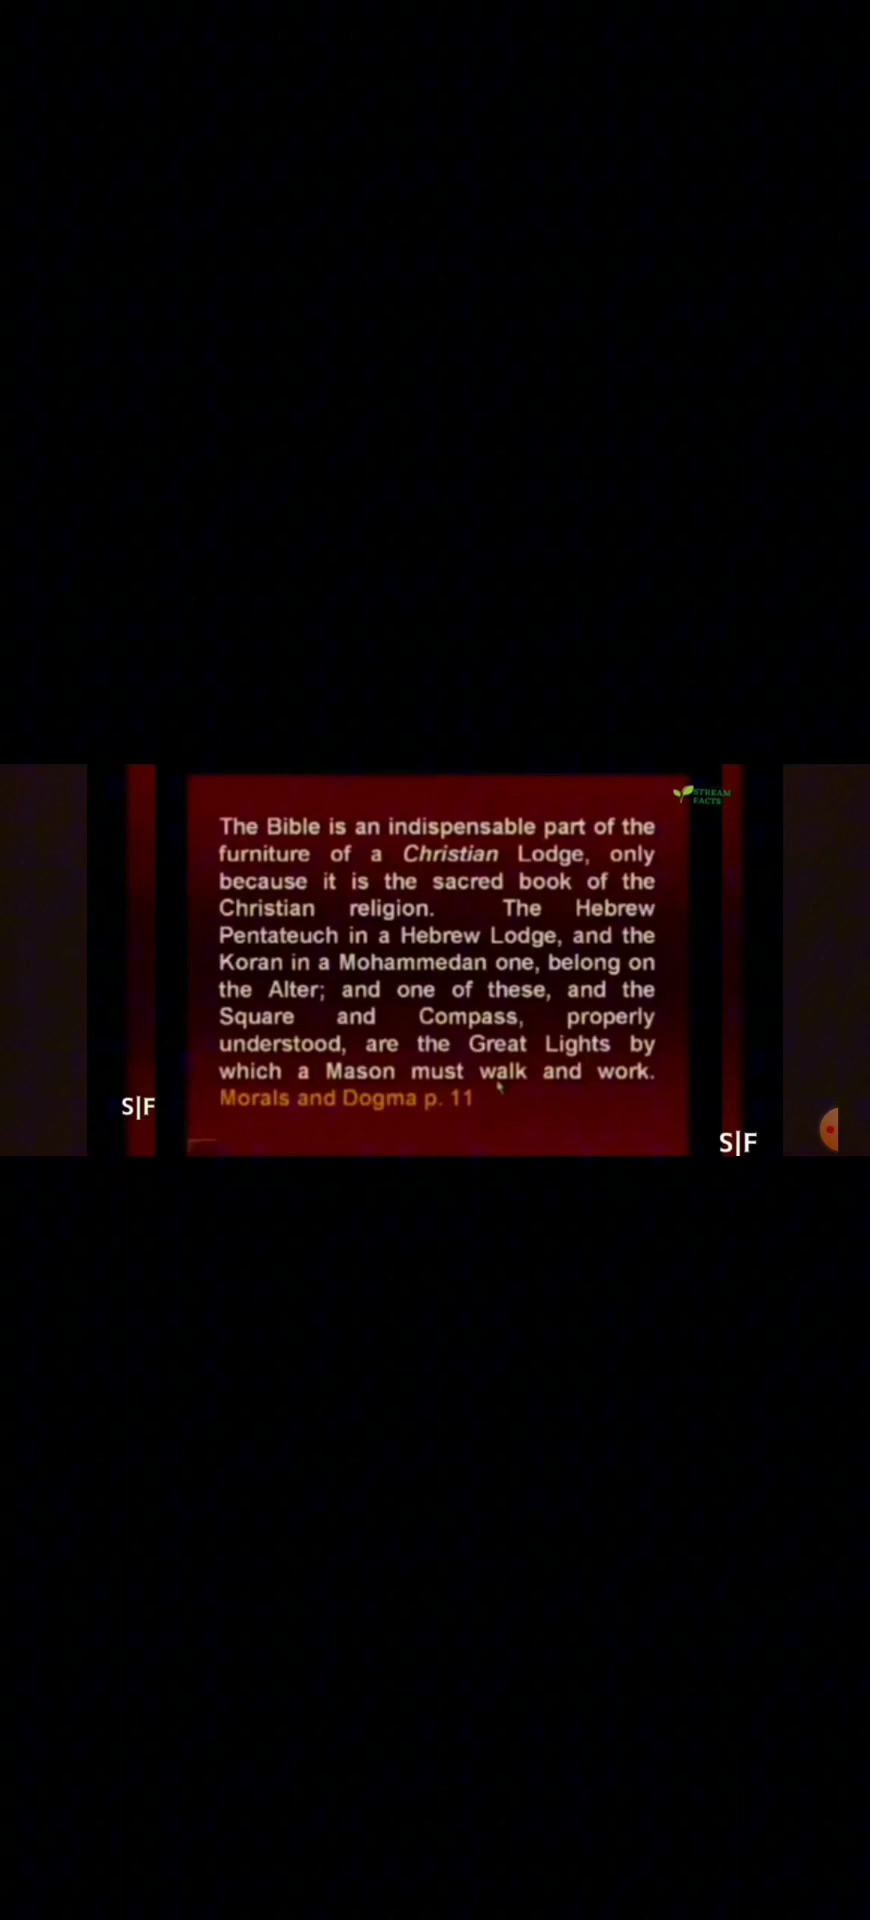 STREAM
FACTS
The Bible is an indispensable part of the
furniture of a Christian Lodge, only
because it is the sacred book of the
Christian religion. The Hebrew
Pentateuch in a Hebrew Lodge, and the
Koran in a Mohammedan one, belong on
the Alter; and one of these, and the
Square and Compass, properly
understood, are the Great Lights by
which a Mason must walk and work.
Morals and Dogma p. 11
S|F
S|F